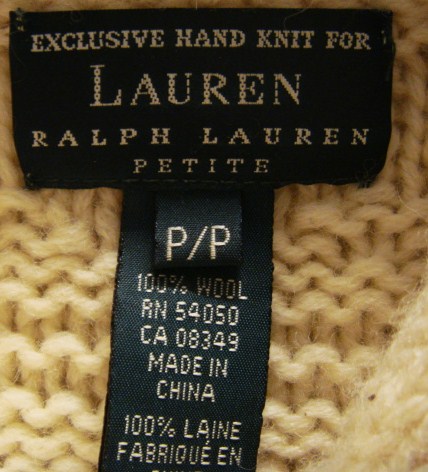 EXCLUSIVE HAND KNIT FOR
LAUREN
RALPH LAUREN
PETITE
P/P
100% WOOL
RN 54050
CA 08349
MADE IN
CHINA
100% LAINE
FABRIQUÉ EN